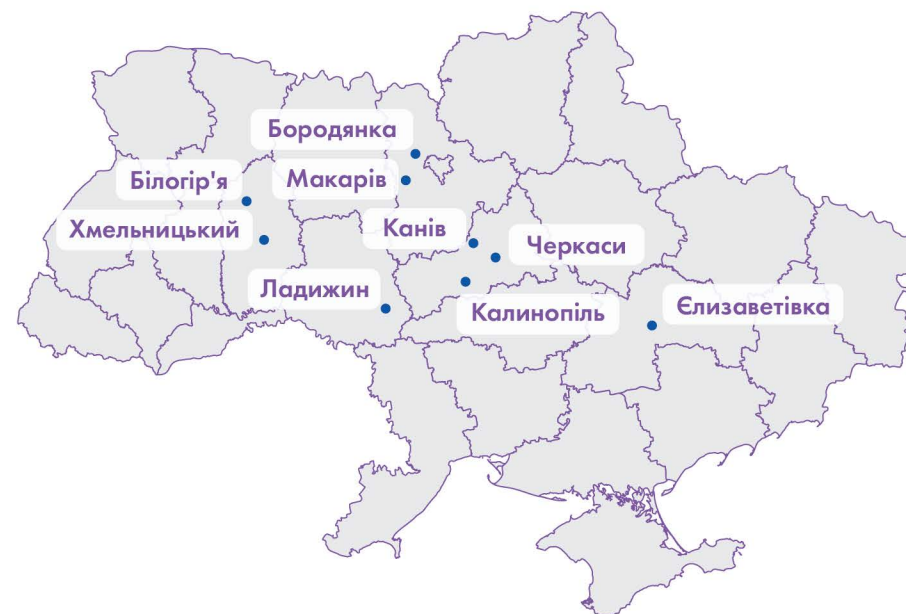 Бородянка
Білогір'я
Макарів
Хмельницький
Канів
Черкаси
Ладижин
Калинопіль
Єлизаветівка